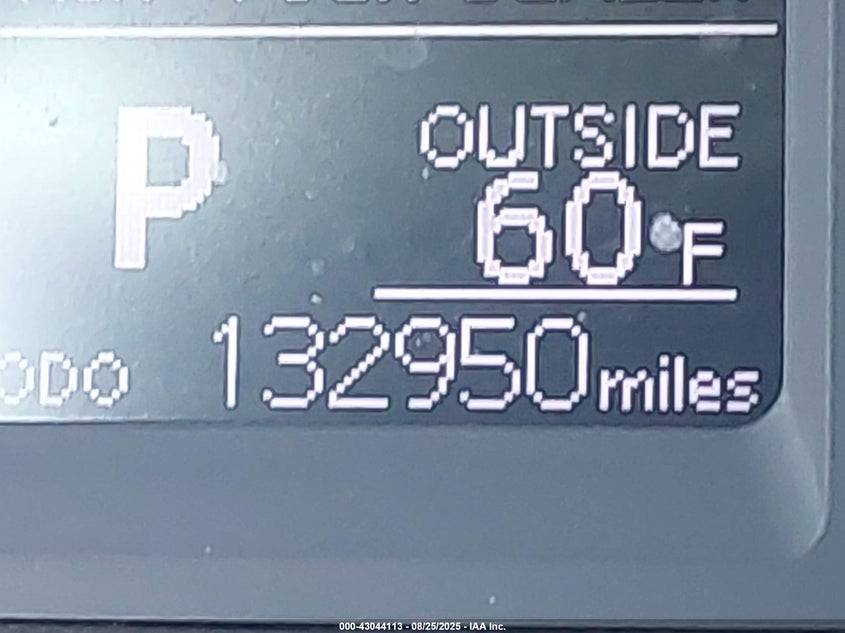 P
OUTSIDE
60°F
ODO 132950 miles
000-43044113 - 08/25/2025 - IAA Inc.